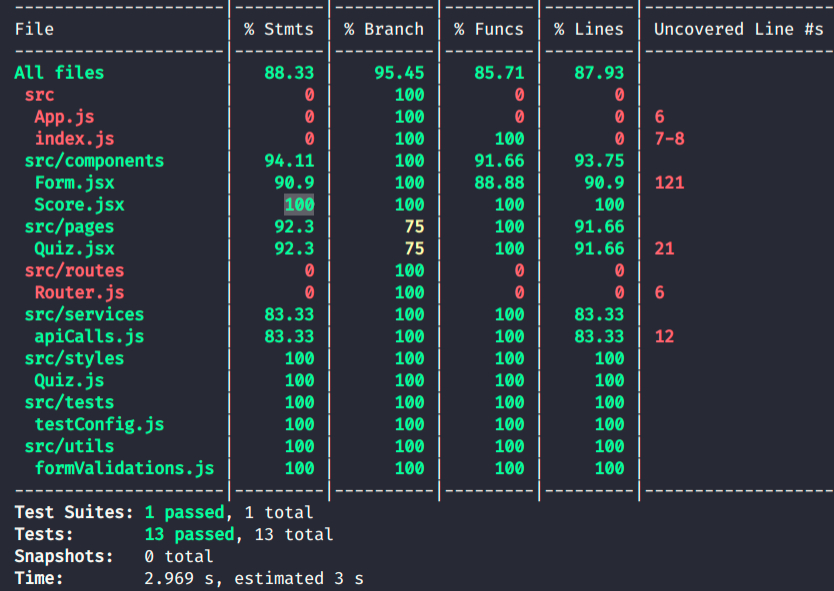 -----------------------|----------|----------|----------|----------|-------------------
File                   | % Stmts | % Branch | % Funcs | % Lines | Uncovered Line #s
-----------------------|----------|----------|----------|----------|-------------------
All files              | 88.33 | 95.45 | 85.71 | 87.93 |
 src                   | 0 | 100 | 0 | 0 |
  App.js               | 0 | 100 | 0 | 0 | 6
  index.js             | 0 | 100 | 100 | 0 | 7-8
 src/components        | 94.11 | 100 | 91.66 | 93.75 |
  Form.jsx             | 90.9 | 100 | 88.88 | 90.9 | 121
  Score.jsx            | 100 | 100 | 100 | 100 |
 src/pages             | 92.3 | 75 | 100 | 91.66 |
  Quiz.jsx             | 92.3 | 75 | 100 | 91.66 | 21
 src/routes            | 0 | 100 | 0 | 0 |
  Router.js            | 0 | 100 | 0 | 0 | 6
 src/services          | 83.33 | 100 | 100 | 83.33 |
  apiCalls.js          | 83.33 | 100 | 100 | 83.33 | 12
 src/styles            | 100 | 100 | 100 | 100 |
  Quiz.js              | 100 | 100 | 100 | 100 |
 src/tests             | 100 | 100 | 100 | 100 |
  testConfig.js        | 100 | 100 | 100 | 100 |
 src/utils             | 100 | 100 | 100 | 100 |
  formValidations.js   | 100 | 100 | 100 | 100 |
-----------------------|----------|----------|----------|----------|-------------------
Test Suites: 1 passed, 1 total
Tests:       13 passed, 13 total
Snapshots:   0 total
Time:        2.969 s, estimated 3 s